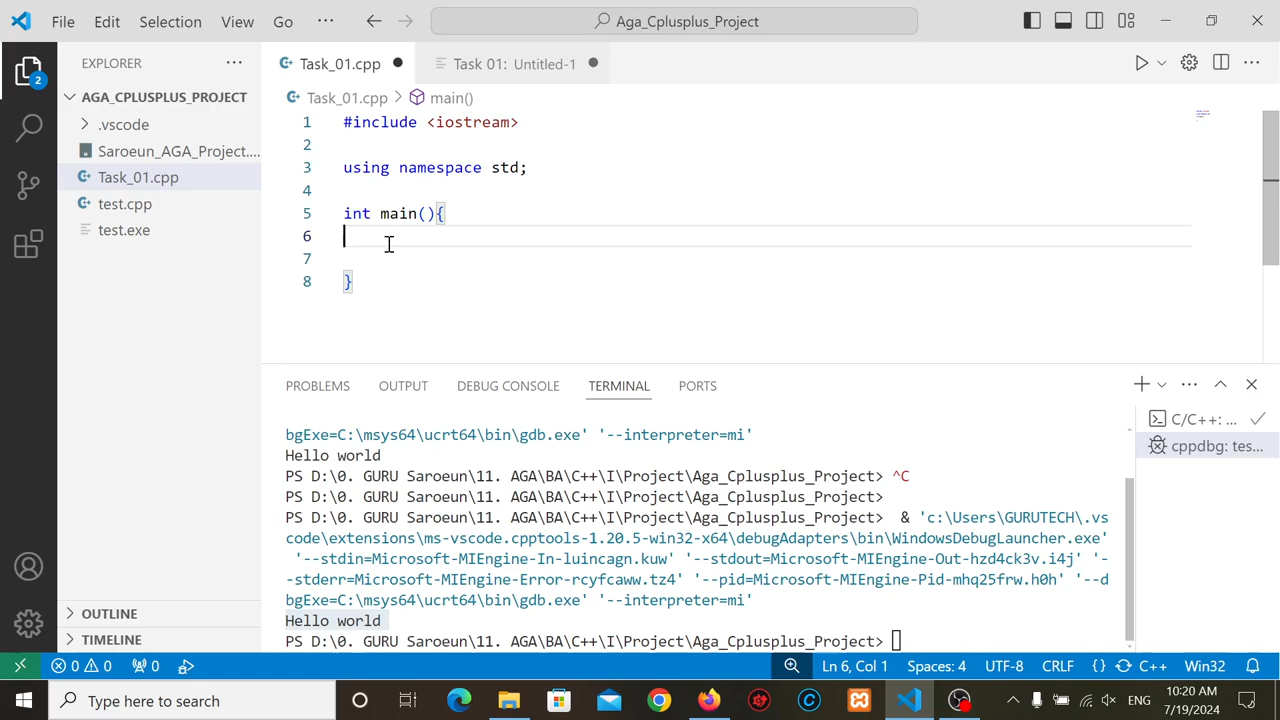 File Edit Selection View Go ··· Aga_Cplusplus_Project
EXPLORER ···
AGA_CPLUSPLUS_PROJECT
.vscode
Saroeun_AGA_Project....
Task_01.cpp
test.cpp
test.exe
OUTLINE
TIMELINE
2
Task_01.cpp Task 01: Untitled-1
Task_01.cpp > main()
1 #include <iostream>
2
3 using namespace std;
4
5 int main(){
6
7
8 }
PROBLEMS OUTPUT DEBUG CONSOLE TERMINAL PORTS
bgExe=C:\msys64\ucrt64\bin\gdb.exe' '--interpreter=mi'
Hello world
PS D:\0. GURU Saroeun\11. AGA\BA\C++\I\Project\Aga_Cplusplus_Project> ^C
PS D:\0. GURU Saroeun\11. AGA\BA\C++\I\Project\Aga_Cplusplus_Project>
PS D:\0. GURU Saroeun\11. AGA\BA\C++\I\Project\Aga_Cplusplus_Project> & 'c:\Users\GURUTECH\.vs
code\extensions\ms-vscode.cpptools-1.20.5-win32-x64\debugAdapters\bin\WindowsDebugLauncher.exe'
'--stdin=Microsoft-MIEngine-In-luincagn.kuw' '--stdout=Microsoft-MIEngine-Out-hzd4ck3v.i4j' '-
-stderr=Microsoft-MIEngine-Error-rcyfcaww.tz4' '--pid=Microsoft-MIEngine-Pid-mhq25frw.h0h' '--d
bgExe=C:\msys64\ucrt64\bin\gdb.exe' '--interpreter=mi'
Hello world
PS D:\0. GURU Saroeun\11. AGA\BA\C++\I\Project\Aga_Cplusplus_Project>
C/C++: ...
cppdbg: tes...
0 0 0 Ln 6, Col 1 Spaces: 4 UTF-8 CRLF {} C++ Win32
Type here to search ENG 10:20 AM
7/19/2024